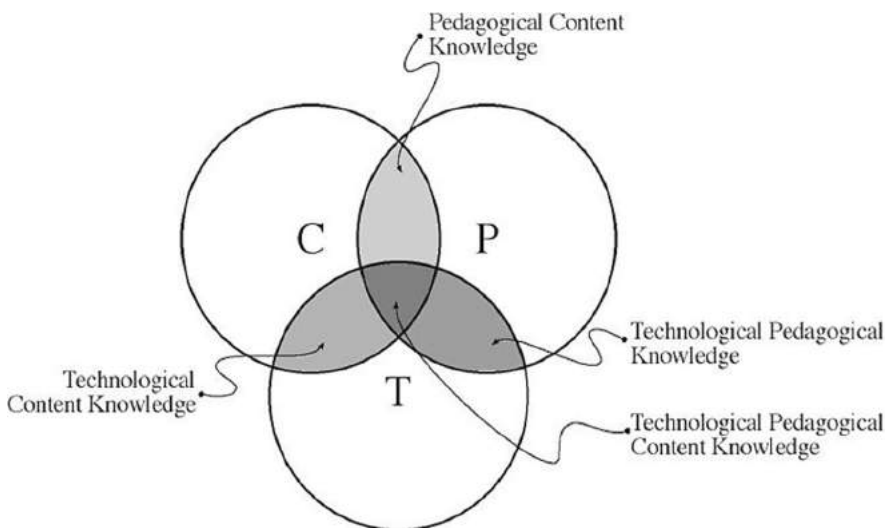 Pedagogical Content
Knowledge
C
P
Technological Pedagogical
Knowledge
Technological
Content Knowledge
T
Technological Pedagogical
Content Knowledge